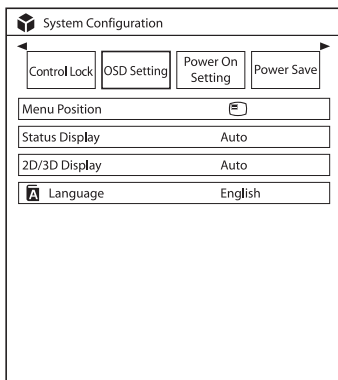 System Configuration
Control Lock OSD Setting Power On Setting Power Save
Menu Position
Status Display Auto
2D/3D Display Auto
A Language English